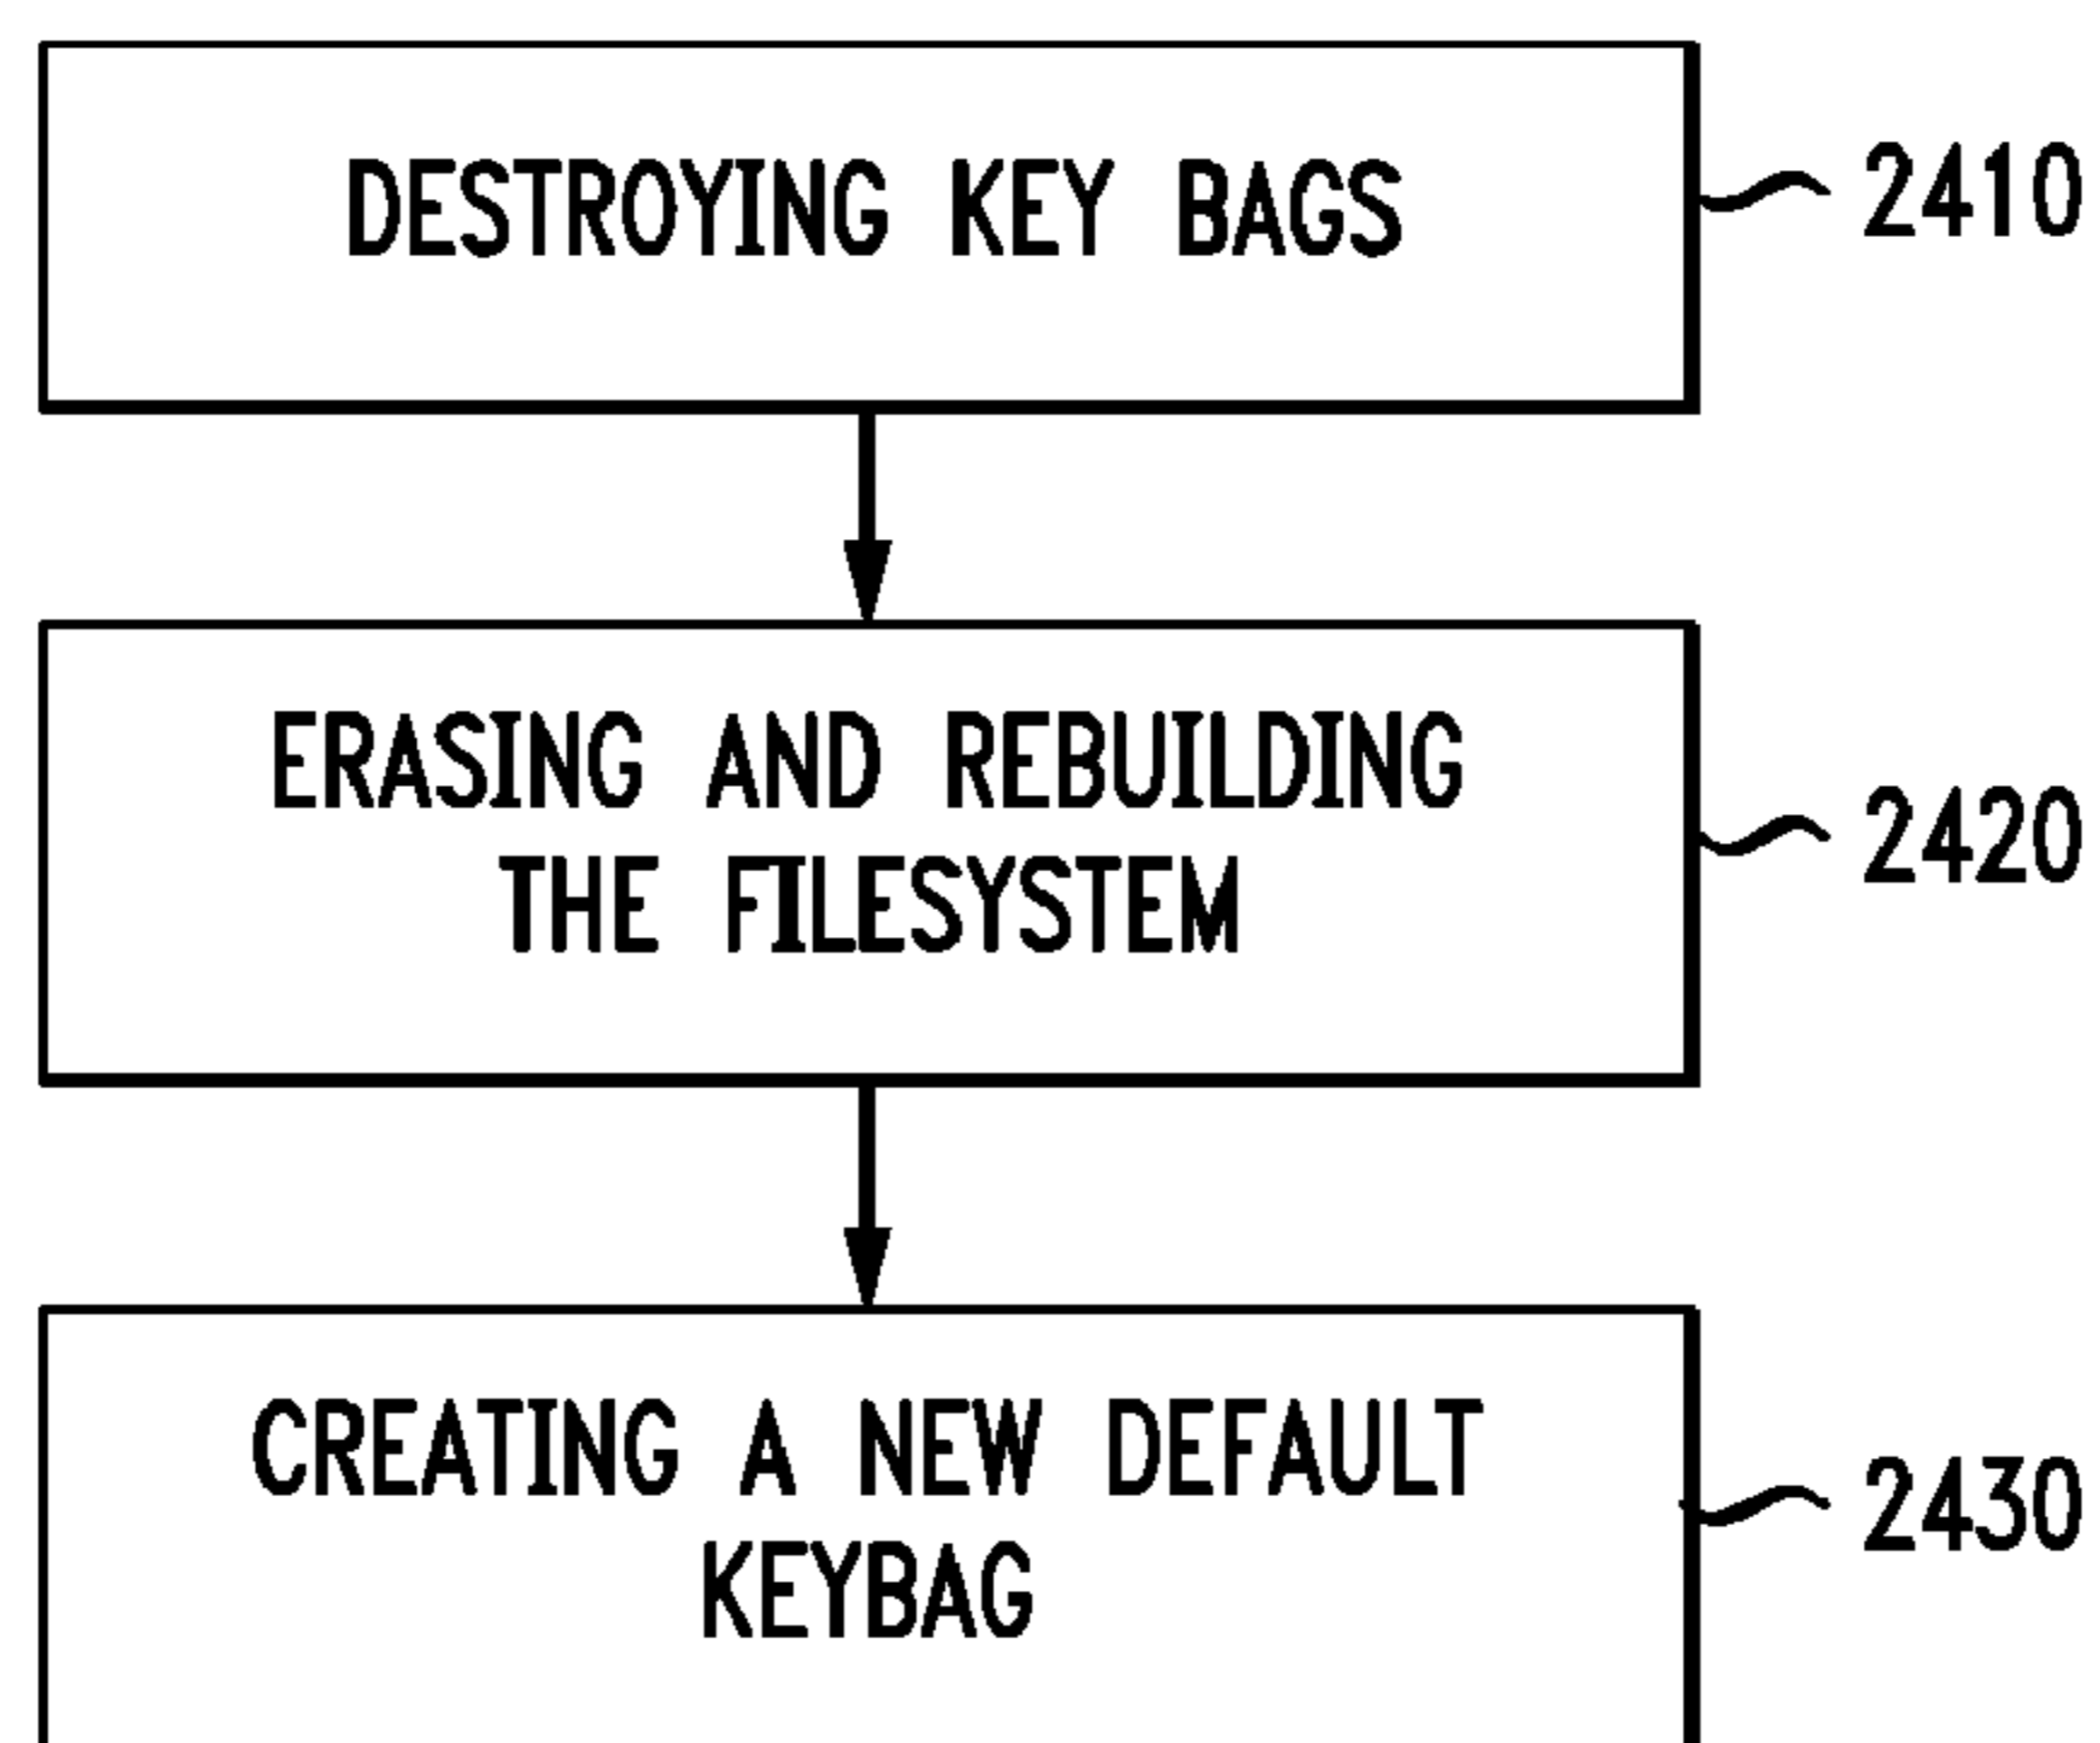 DESTROYING KEY BAGS
2410
ERASING AND REBUILDING
THE FILESYSTEM
2420
CREATING A NEW DEFAULT
KEYBAG
2430